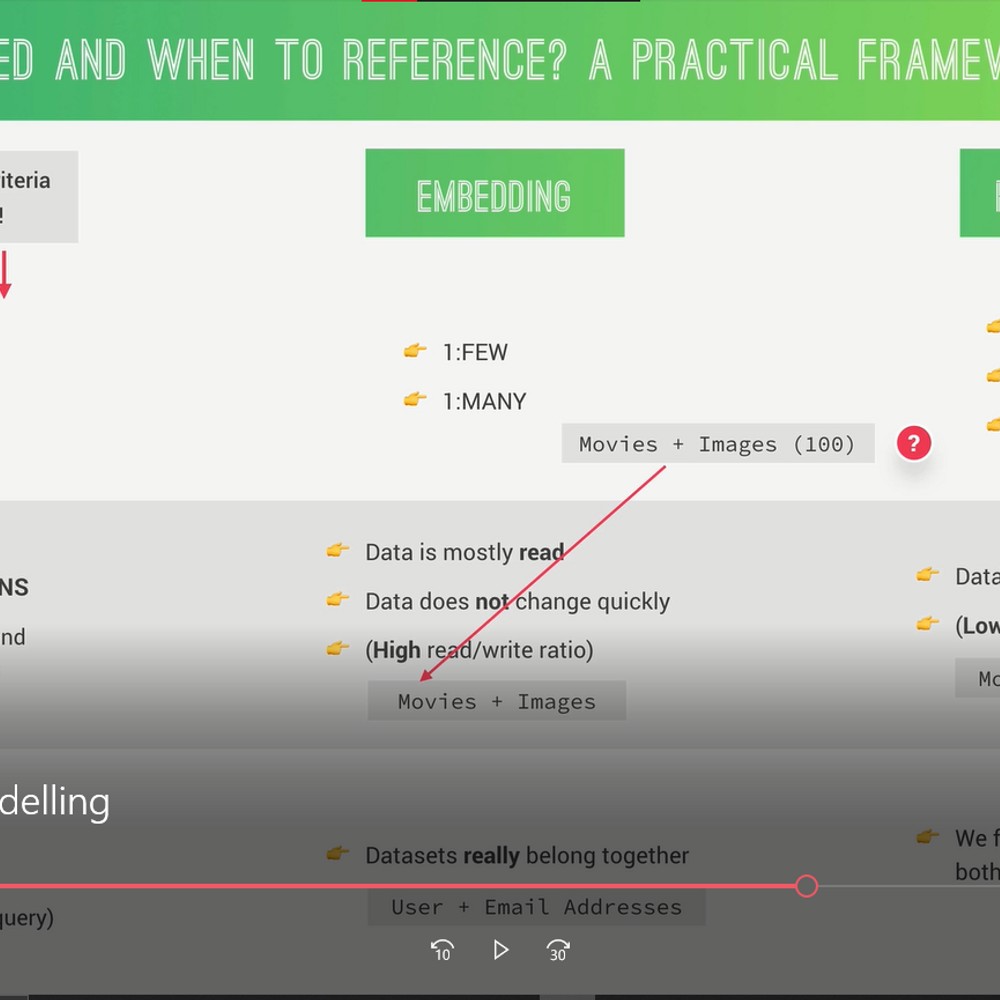 ED AND WHEN TO REFERENCE? A PRACTICAL FRAMEW
iteria
!
EMBEDDING
1:FEW
1:MANY
Movies + Images (100)
?
Data is mostly read
Data does not change quickly
(High read/write ratio)
Movies + Images
NS
nd
Data
(Low
Mo
delling
Datasets really belong together
User + Email Addresses
We f
both
query)
10
30